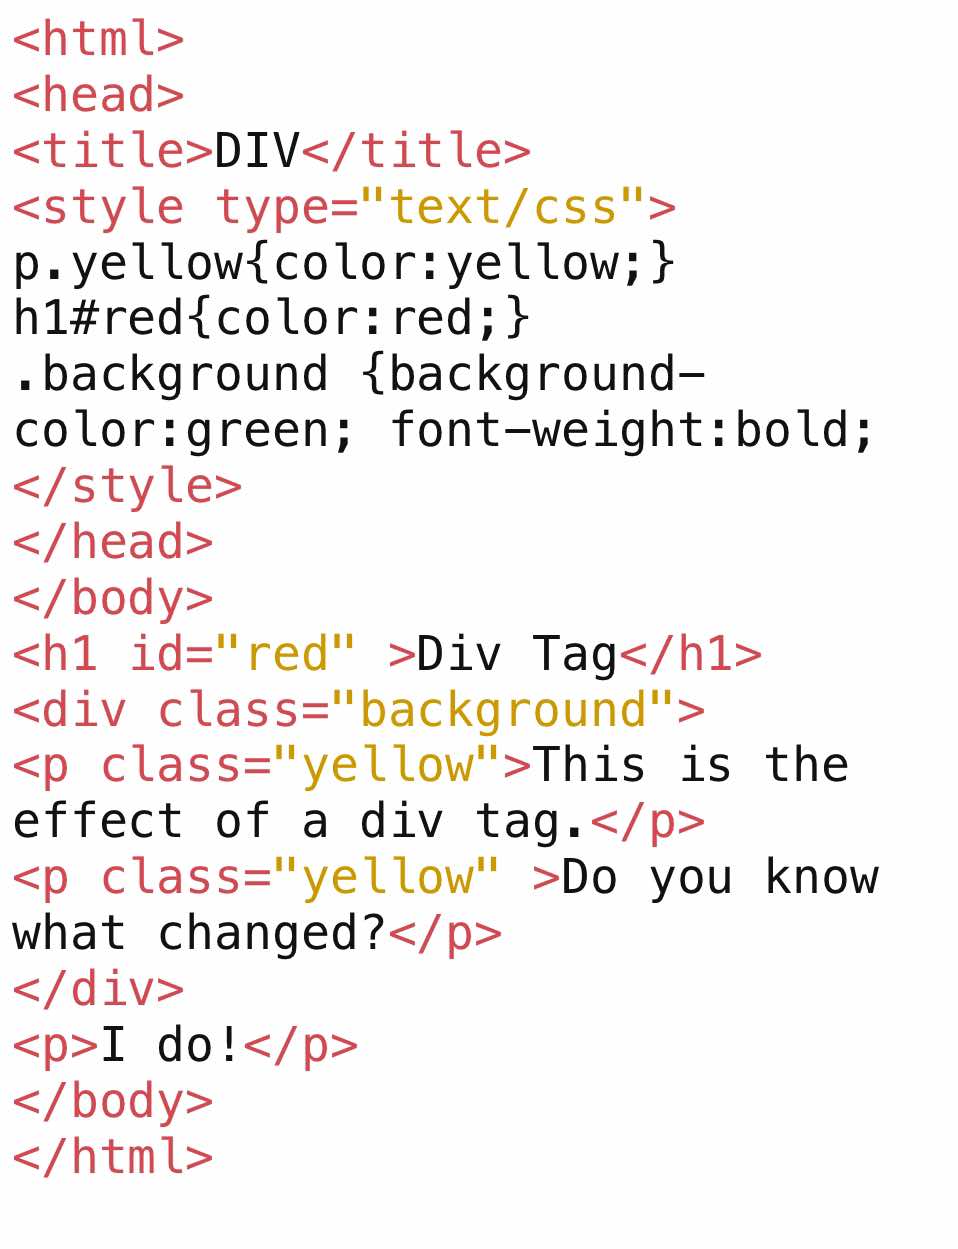 <html>
<head>
<title>DIV</title>
<style type="text/css">
p.yellow{color:yellow;}
h1#red{color:red;}
.background {background-
color:green; font-weight:bold;
</style>
</head>
</body>
<h1 id="red" >Div Tag</h1>
<div class="background">
<p class="yellow">This is the
effect of a div tag.</p>
<p class="yellow" >Do you know
what changed?</p>
</div>
<p>I do!</p>
</body>
</html>